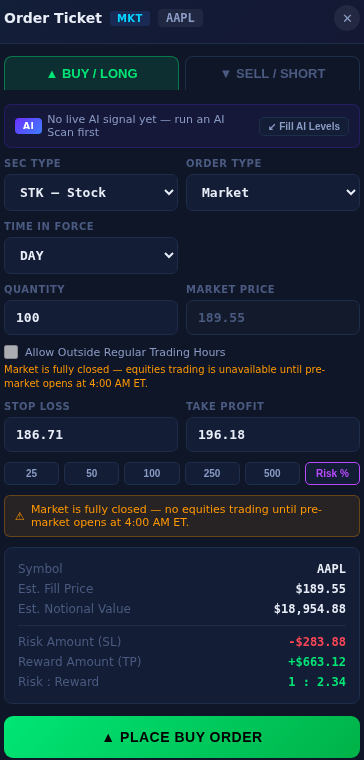 Order Ticket MKT AAPL ✕
▲ BUY / LONG ▼ SELL / SHORT
AI No live AI signal yet — run an AI
Scan first
↙ Fill AI Levels
SEC TYPE ORDER TYPE
STK — Stock Market
TIME IN FORCE
DAY
QUANTITY MARKET PRICE
100 189.55
Allow Outside Regular Trading Hours
Market is fully closed — equities trading is unavailable until pre-
market opens at 4:00 AM ET.
STOP LOSS TAKE PROFIT
186.71 196.18
25 50 100 250 500 Risk %
⚠ Market is fully closed — no equities trading until pre-
market opens at 4:00 AM ET.
Symbol AAPL
Est. Fill Price $189.55
Est. Notional Value $18,954.88
Risk Amount (SL) -$283.88
Reward Amount (TP) +$663.12
Risk : Reward 1 : 2.34
▲ PLACE BUY ORDER